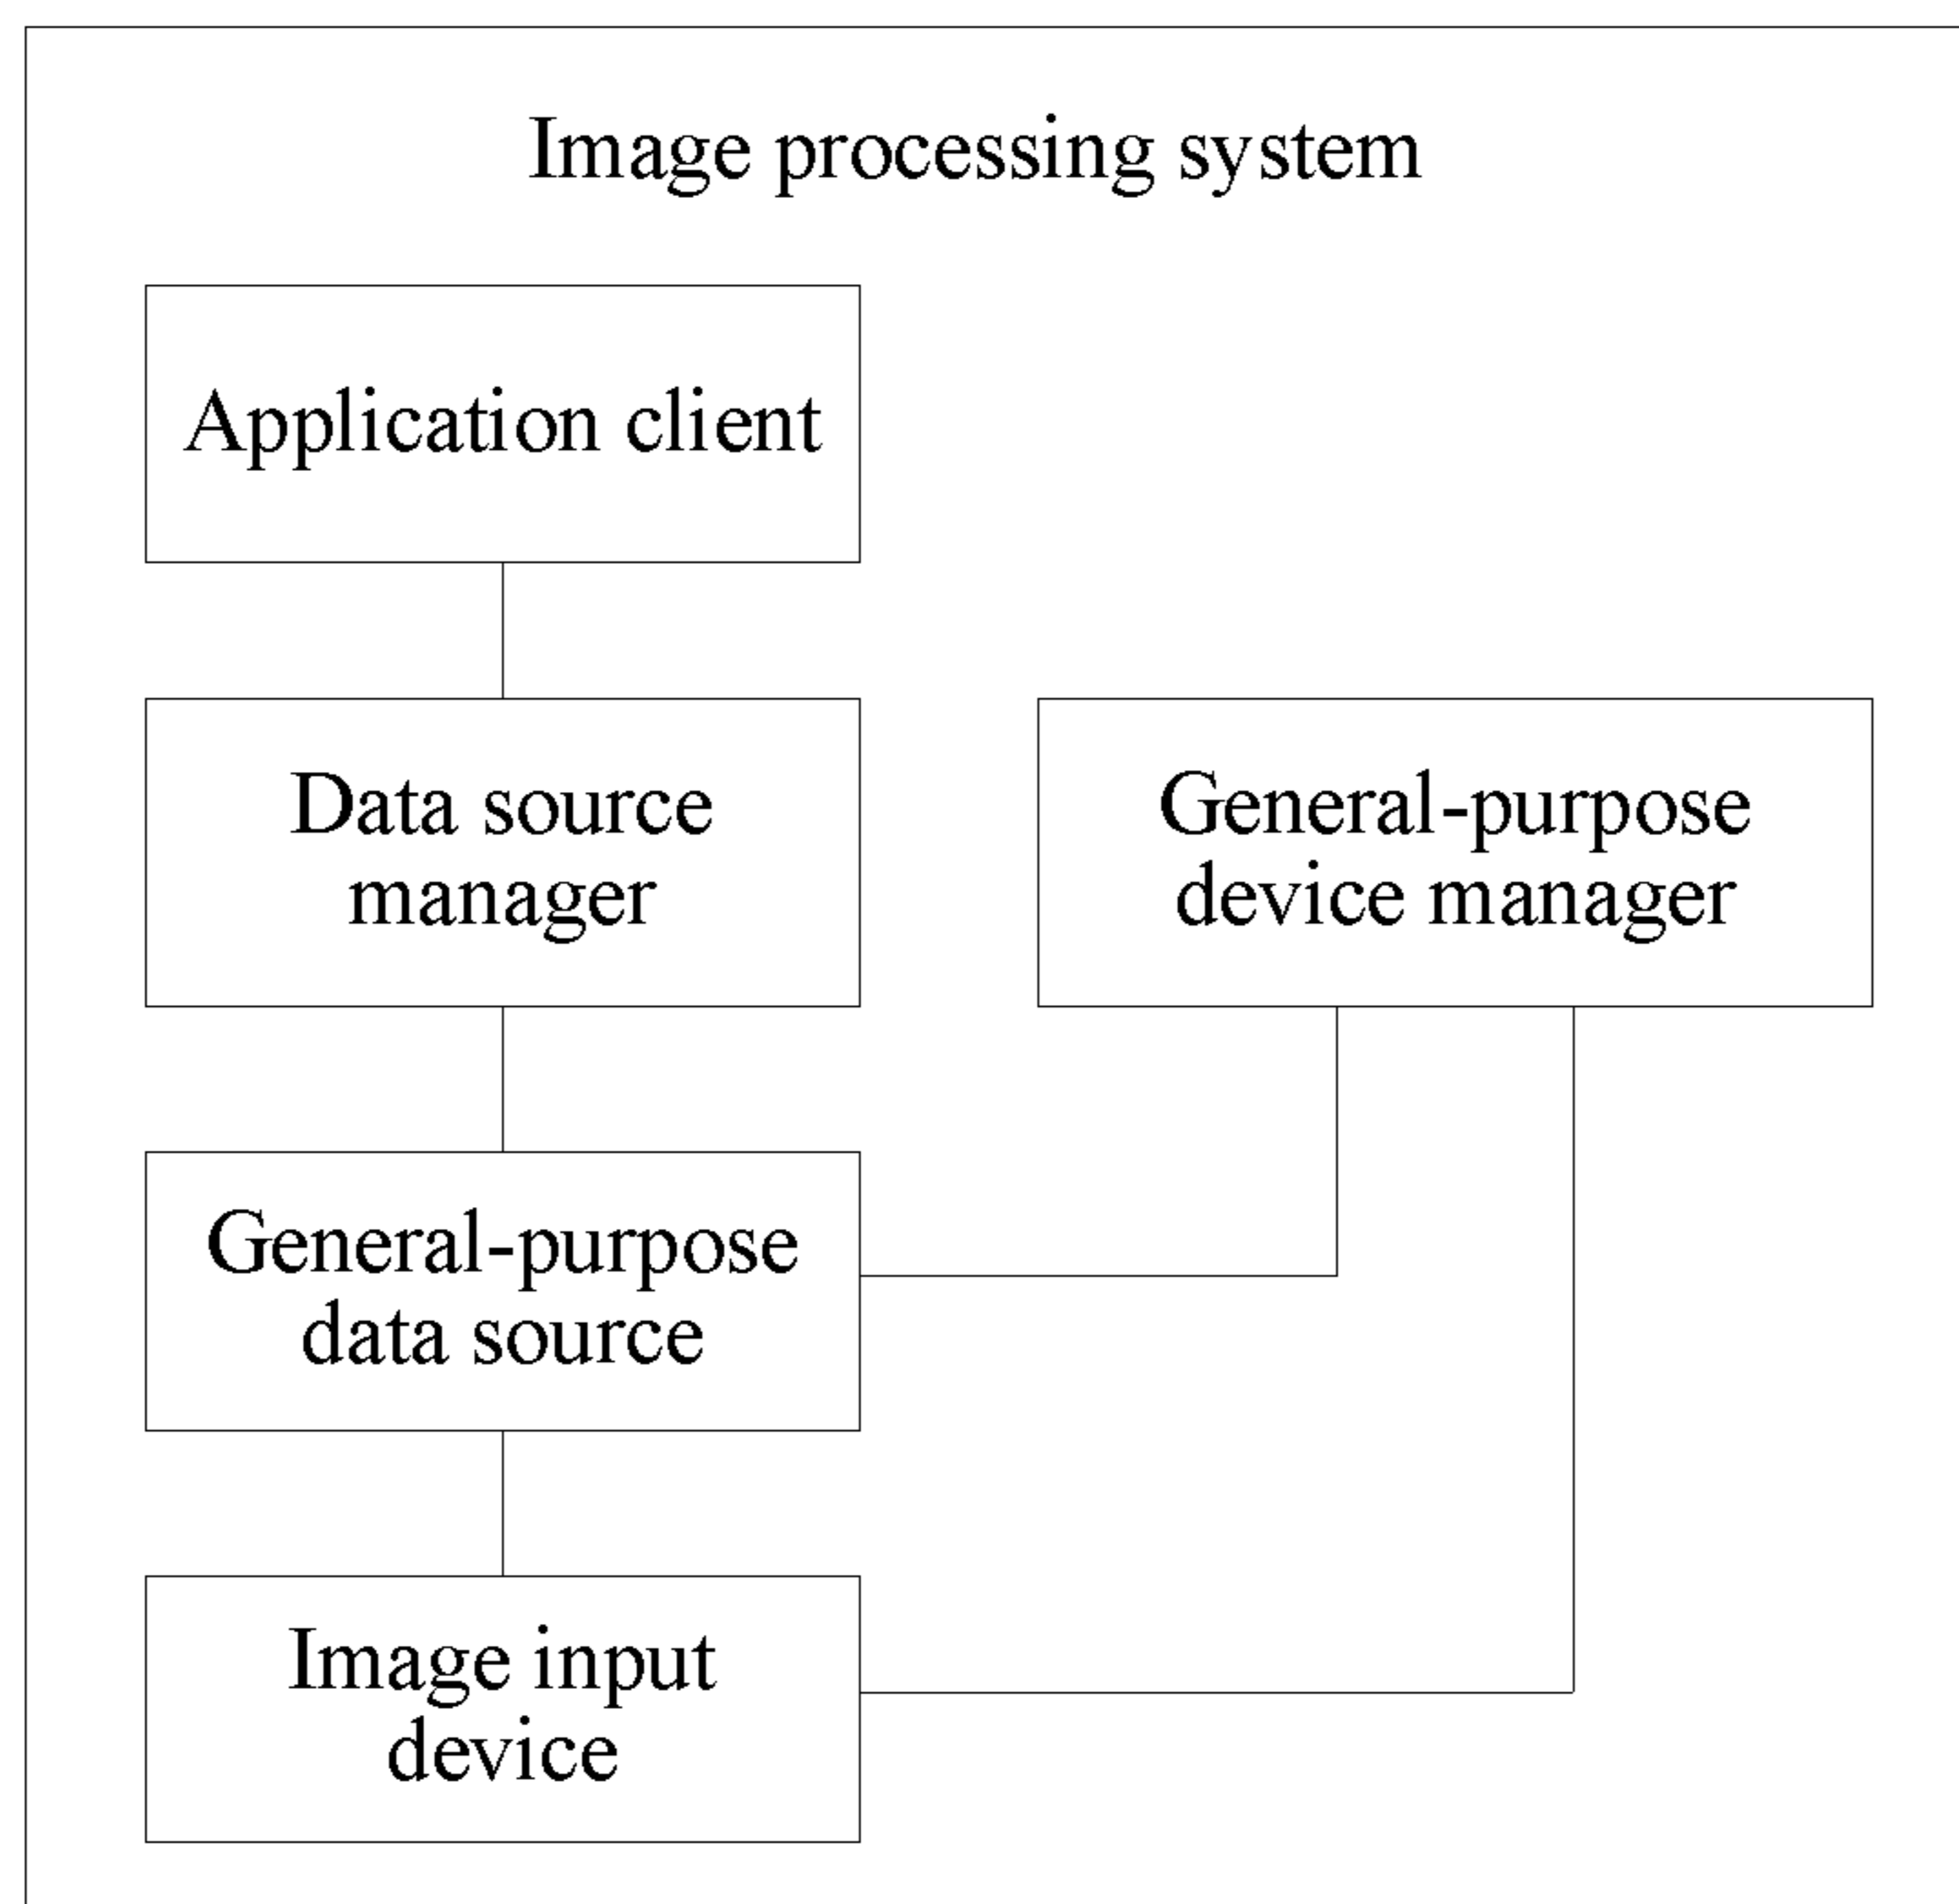 Image processing system
Application client
Data source
manager
General-purpose
device manager
General-purpose
data source
Image input
device